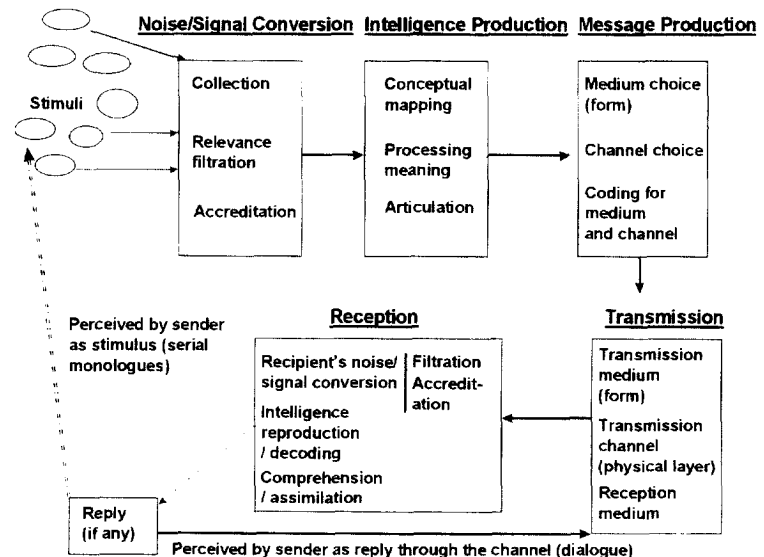 Noise/Signal Conversion
Intelligence Production
Message Production
Stimuli
Collection
Relevance
filtration
Accreditation
Conceptual
mapping
Processing
meaning
Articulation
Medium choice
(form)
Channel choice
Coding for
medium
and channel
Transmission
Transmission
medium
(form)
Transmission
channel
(physical layer)
Reception
medium
Reception
Recipient's noise/
signal conversion
Filtration
Accredit-
ation
Intelligence
reproduction
/ decoding
Comprehension
/ assimilation
Perceived by sender
as stimulus (serial
monologues)
Reply
(if any)
Perceived by sender as reply through the channel (dialogue)